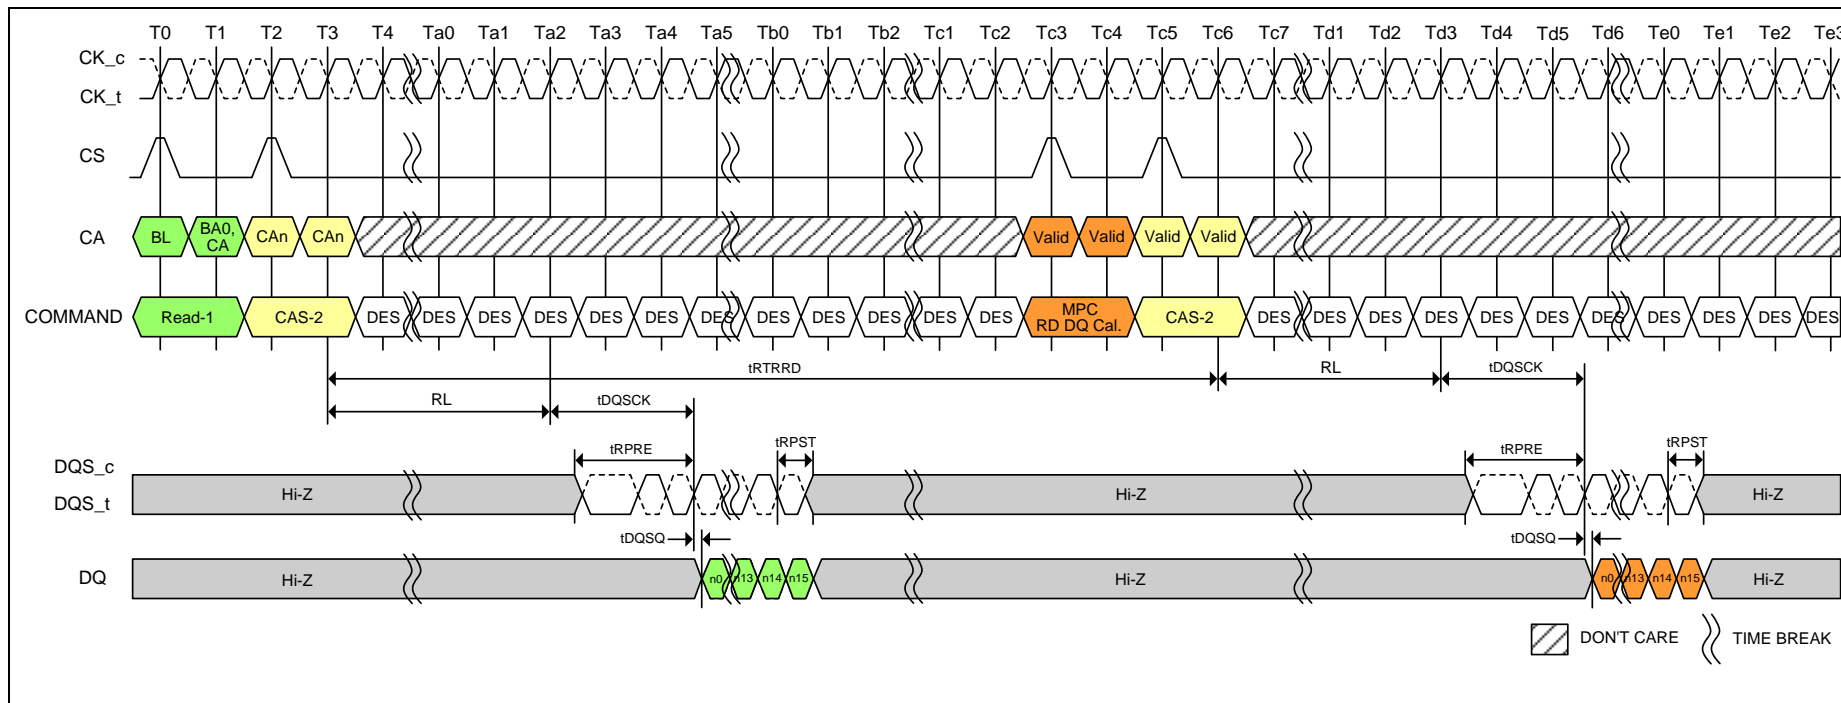 T0 T1 T2 T3 T4 Ta0 Ta1 Ta2 Ta3 Ta4 Ta5 Tb0 Tb1 Tb2 Tc1 Tc2 Tc3 Tc4 Tc5 Tc6 Tc7 Td1 Td2 Td3 Td4 Td5 Td6 Te0 Te1 Te2 Te3
CK_c
CK_t
CS
CA BL BA0, CA CAn CAn Valid Valid Valid Valid
COMMAND Read-1 CAS-2 DES DES DES DES DES DES DES DES DES DES DES DES MPC RD DQ Cal. CAS-2 DES DES DES DES DES DES DES DES DES DES DES
tRTRRD RL tDQSCK
RL tDQSCK
tRPRE tRPST tRPRE tRPST
DQS_c
DQS_t
Hi-Z Hi-Z Hi-Z
tDQSQ tDQSQ
DQ Hi-Z n0 n13 n14 n15 Hi-Z n0 n13 n14 n15 Hi-Z
DON'T CARE TIME BREAK